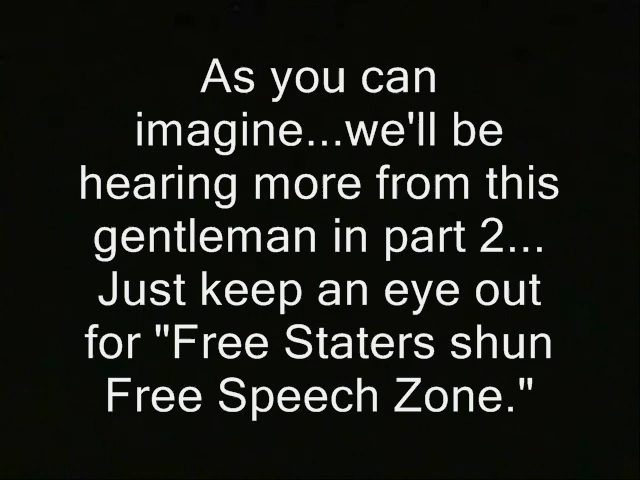 As you can
imagine...we'll be
hearing more from this
gentleman in part 2...
Just keep an eye out
for "Free Staters shun
Free Speech Zone."